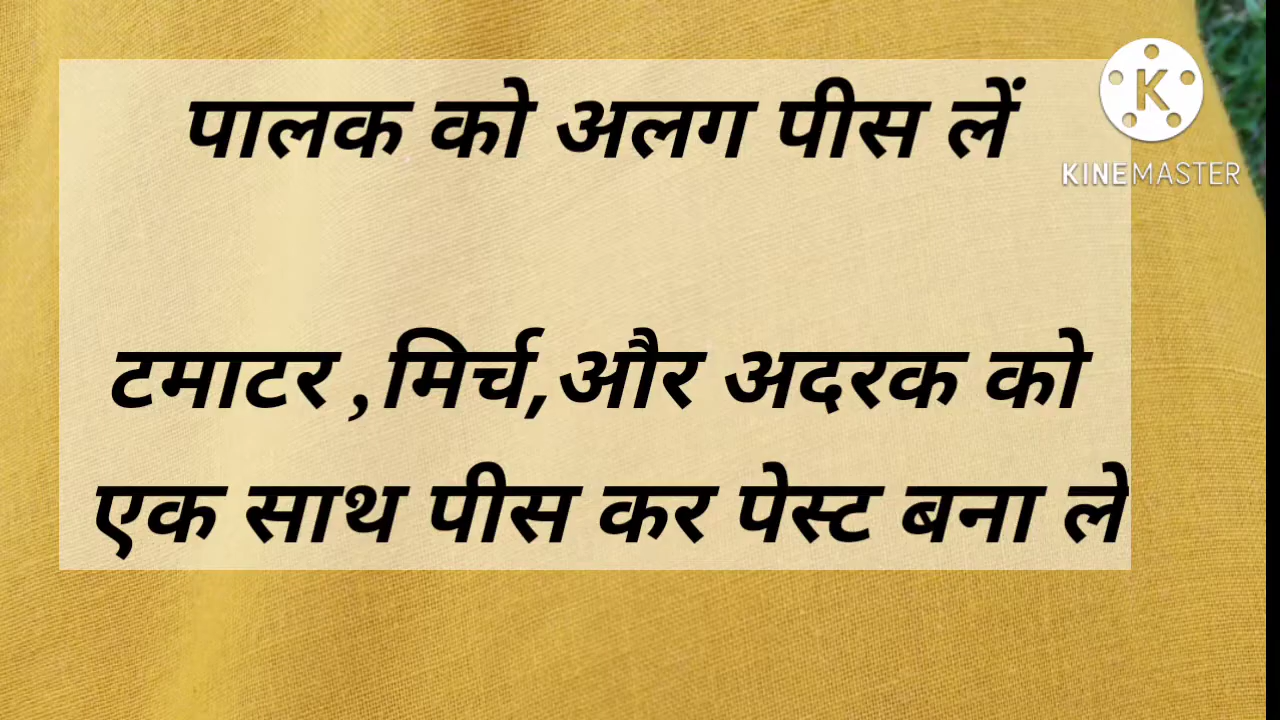 पालक को अलग पीस लें
K
KINEMASTER
टमाटर ,मिर्च,और अदरक को
एक साथ पीस कर पेस्ट बना ले